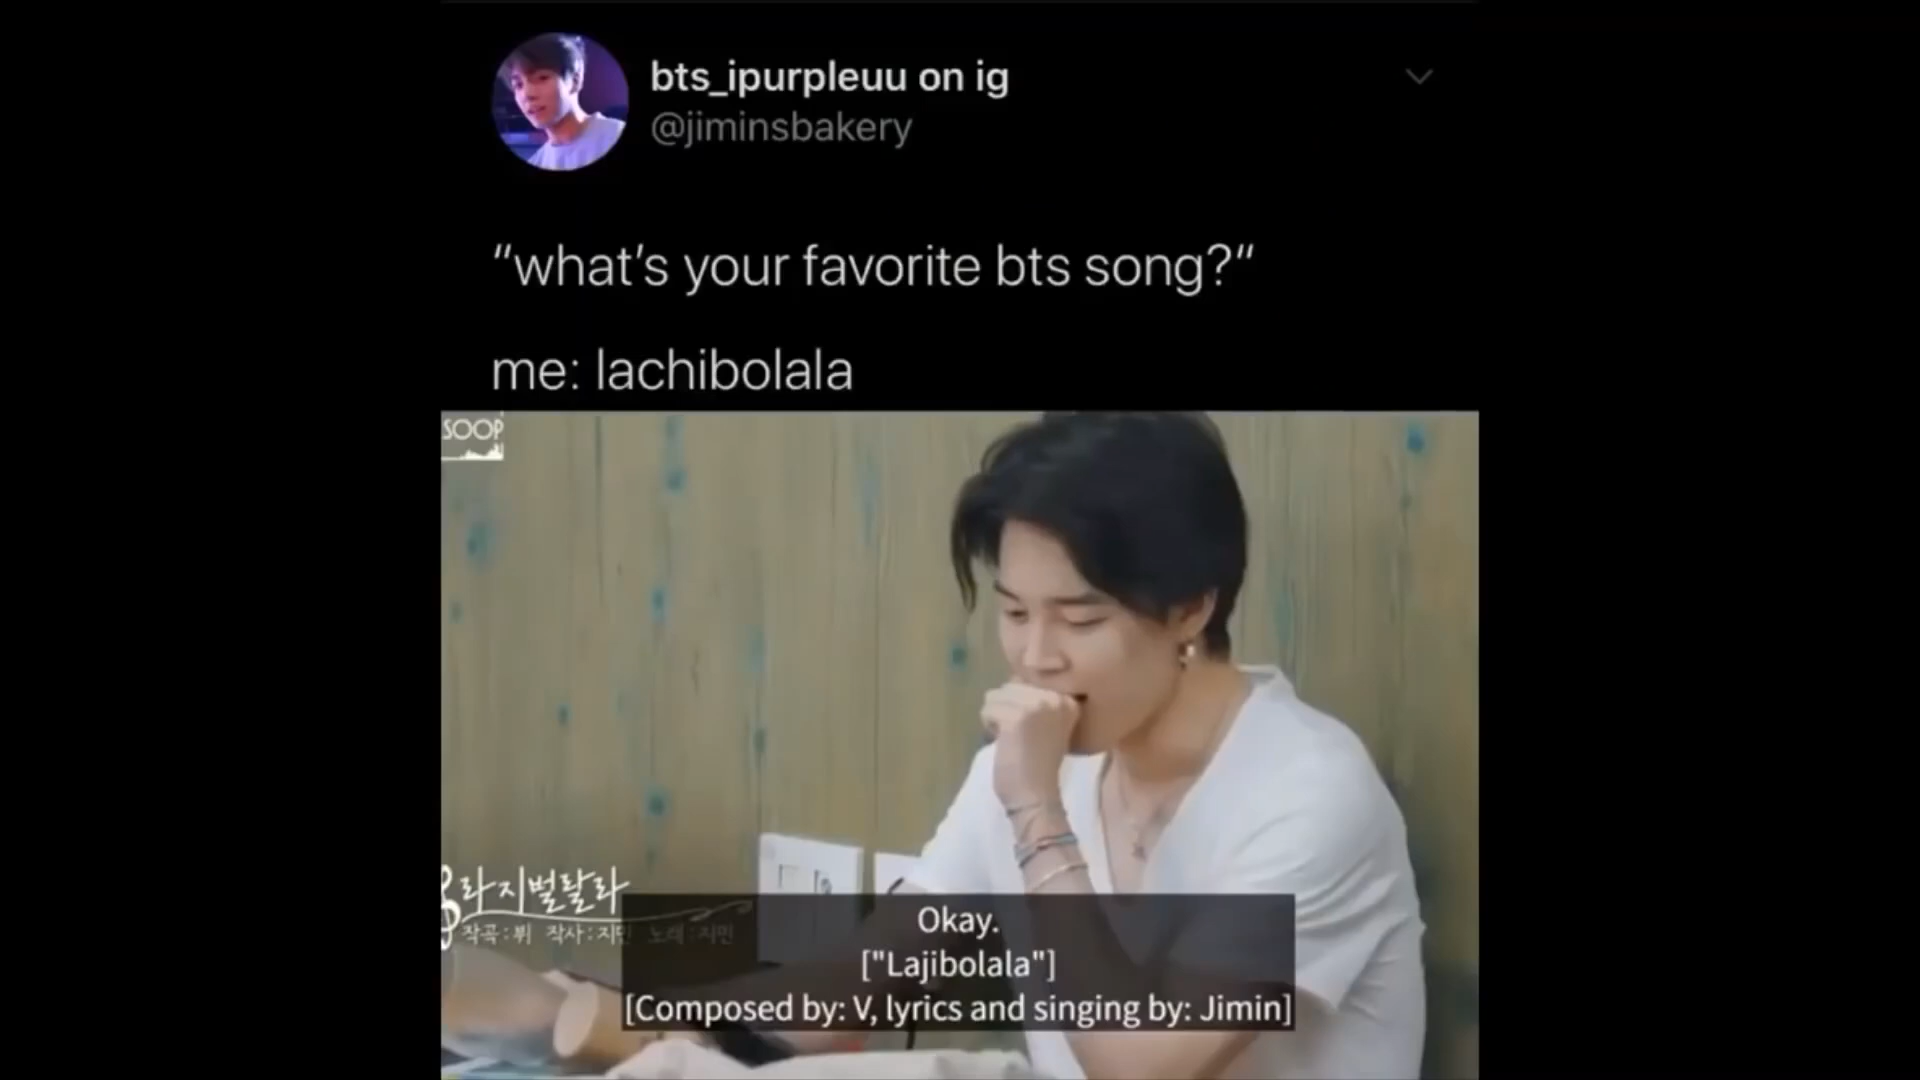 bts_ipurpleuu on ig
@jiminsbakery
“what's your favorite bts song?“
me: lachibolala
SOOP
라지벌랄라
작곡:뷔 작사:지민 노래:지민
Okay.
["Lajibolala"]
[Composed by: V, lyrics and singing by: Jimin]